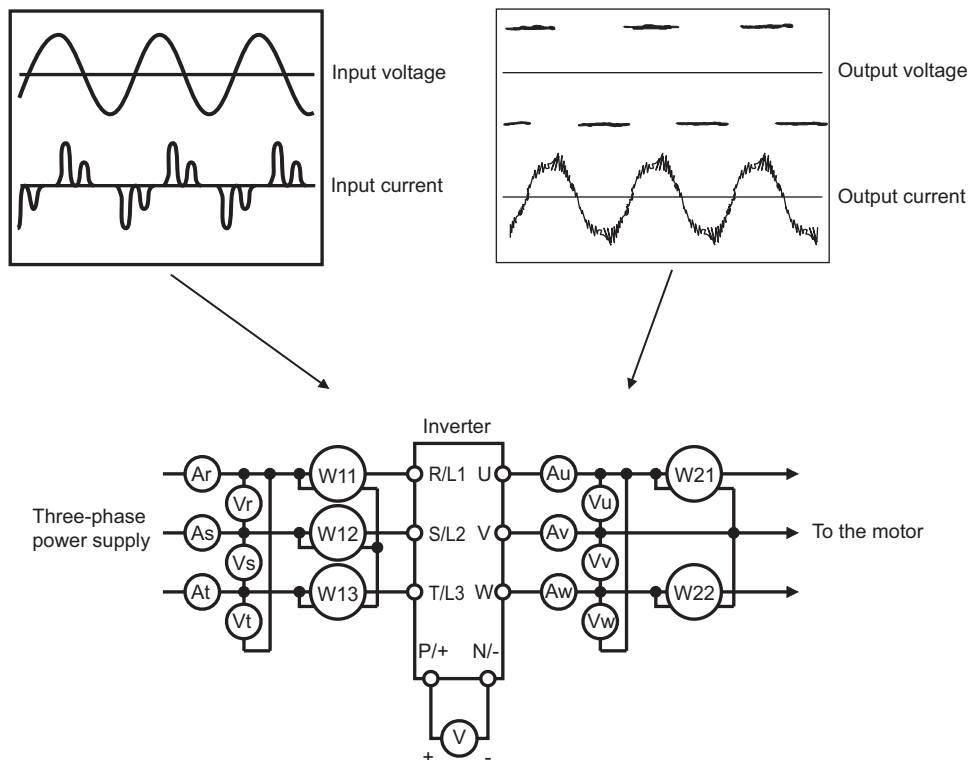 Input voltage
Output voltage
Input current
Output current
Inverter
Ar
W11
R/L1
U
Au
W21
Vr
Vu
Three-phase
power supply
As
W12
S/L2
V
Av
To the motor
Vs
Vv
At
W13
T/L3
W
Aw
W22
Vt
Vw
P/+
N/-
V
+
-